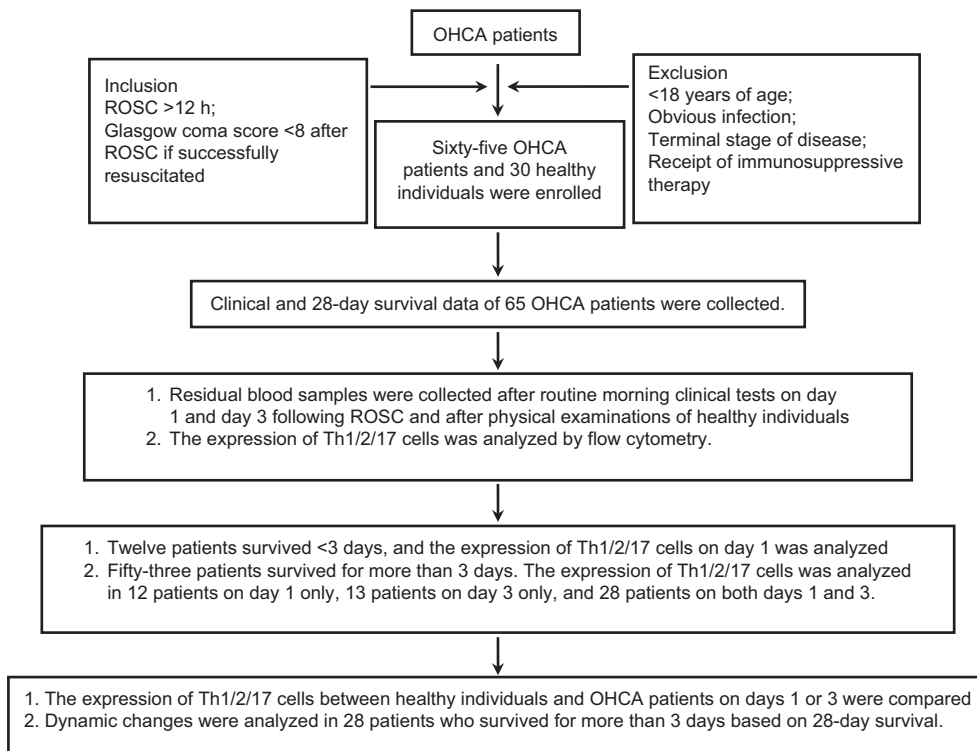 OHCA patients
Inclusion
ROSC >12 h;
Glasgow coma score <8 after
ROSC if successfully
resuscitated
Exclusion
<18 years of age;
Obvious infection;
Terminal stage of disease;
Receipt of immunosuppressive
therapy
Sixty-five OHCA
patients and 30 healthy
individuals were enrolled
Clinical and 28-day survival data of 65 OHCA patients were collected.
1. Residual blood samples were collected after routine morning clinical tests on day
1 and day 3 following ROSC and after physical examinations of healthy individuals
2. The expression of Th1/2/17 cells was analyzed by flow cytometry.
1. Twelve patients survived <3 days, and the expression of Th1/2/17 cells on day 1 was analyzed
2. Fifty-three patients survived for more than 3 days. The expression of Th1/2/17 cells was analyzed
in 12 patients on day 1 only, 13 patients on day 3 only, and 28 patients on both days 1 and 3.
1. The expression of Th1/2/17 cells between healthy individuals and OHCA patients on days 1 or 3 were compared
2. Dynamic changes were analyzed in 28 patients who survived for more than 3 days based on 28-day survival.